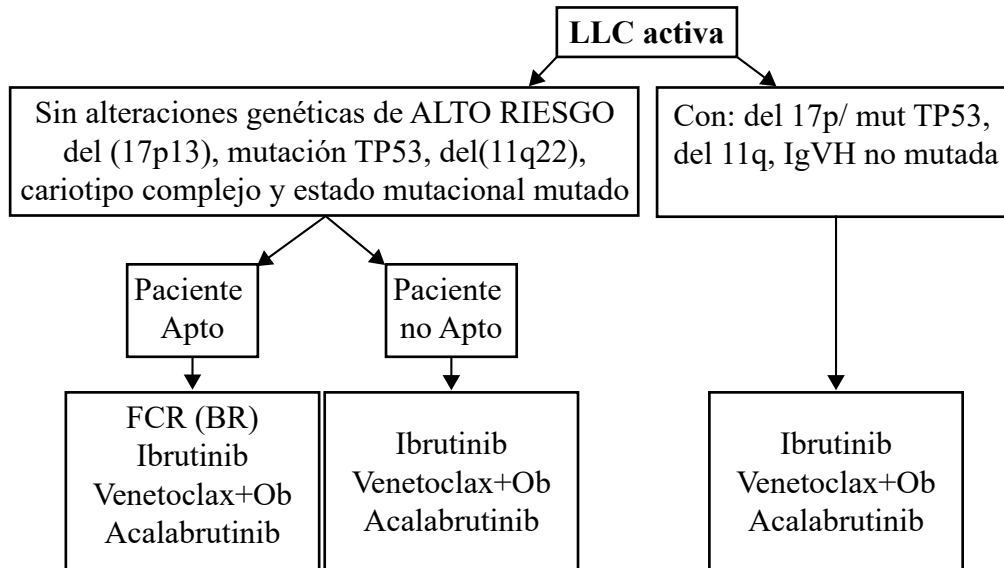 LLC activa
Sin alteraciones genéticas de ALTO RIESGO
del (17p13), mutación TP53, del(11q22),
cariotipo complejo y estado mutacional mutado
Con: del 17p/ mut TP53,
del 11q, IgVH no mutada
Paciente
Apto
Paciente
no Apto
FCR (BR)
Ibrutinib
Venetoclax+Ob
Acalabrutinib
Ibrutinib
Venetoclax+Ob
Acalabrutinib
Ibrutinib
Venetoclax+Ob
Acalabrutinib